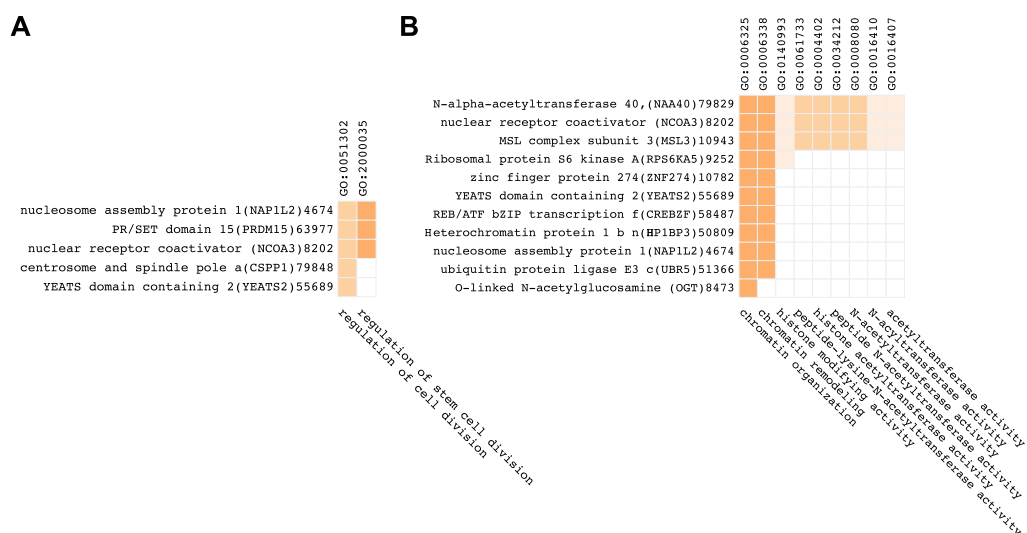 A
B
GO:0051302
GO:2000035
nucleosome assembly protein 1(NAP1L2)4674
PR/SET domain 15(PRDM15)63977
nuclear receptor coactivator (NCOA3)8202
centrosome and spindle pole a(CSPP1)79848
YEATS domain containing 2(YEATS2)55689
regulation of cell division
regulation of stem cell division
GO:0006325
GO:0006338
GO:0140993
GO:0061733
GO:0004402
GO:0034212
GO:0008080
GO:0016410
GO:0016407
N-alpha-acetyltransferase 40,(NAA40)79829
nuclear receptor coactivator (NCOA3)8202
MSL complex subunit 3(MSL3)10943
Ribosomal protein S6 kinase A(RPS6KA5)9252
zinc finger protein 274(ZNF274)10782
YEATS domain containing 2(YEATS2)55689
REB/ATF bZIP transcription f(CREBZF)58487
Heterochromatin protein 1 b n(HP1BP3)50809
nucleosome assembly protein 1(NAP1L2)4674
ubiquitin protein ligase E3 c(UBR5)51366
O-linked N-acetylglucosamine (OGT)8473
chromatin organization
chromatin remodeling
histone modifying activity
peptide-lysine-N-acetyltransferase activity
histone acetyltransferase activity
peptide N-acetyltransferase activity
N-acetyltransferase activity
N-acyltransferase activity
acetyltransferase activity